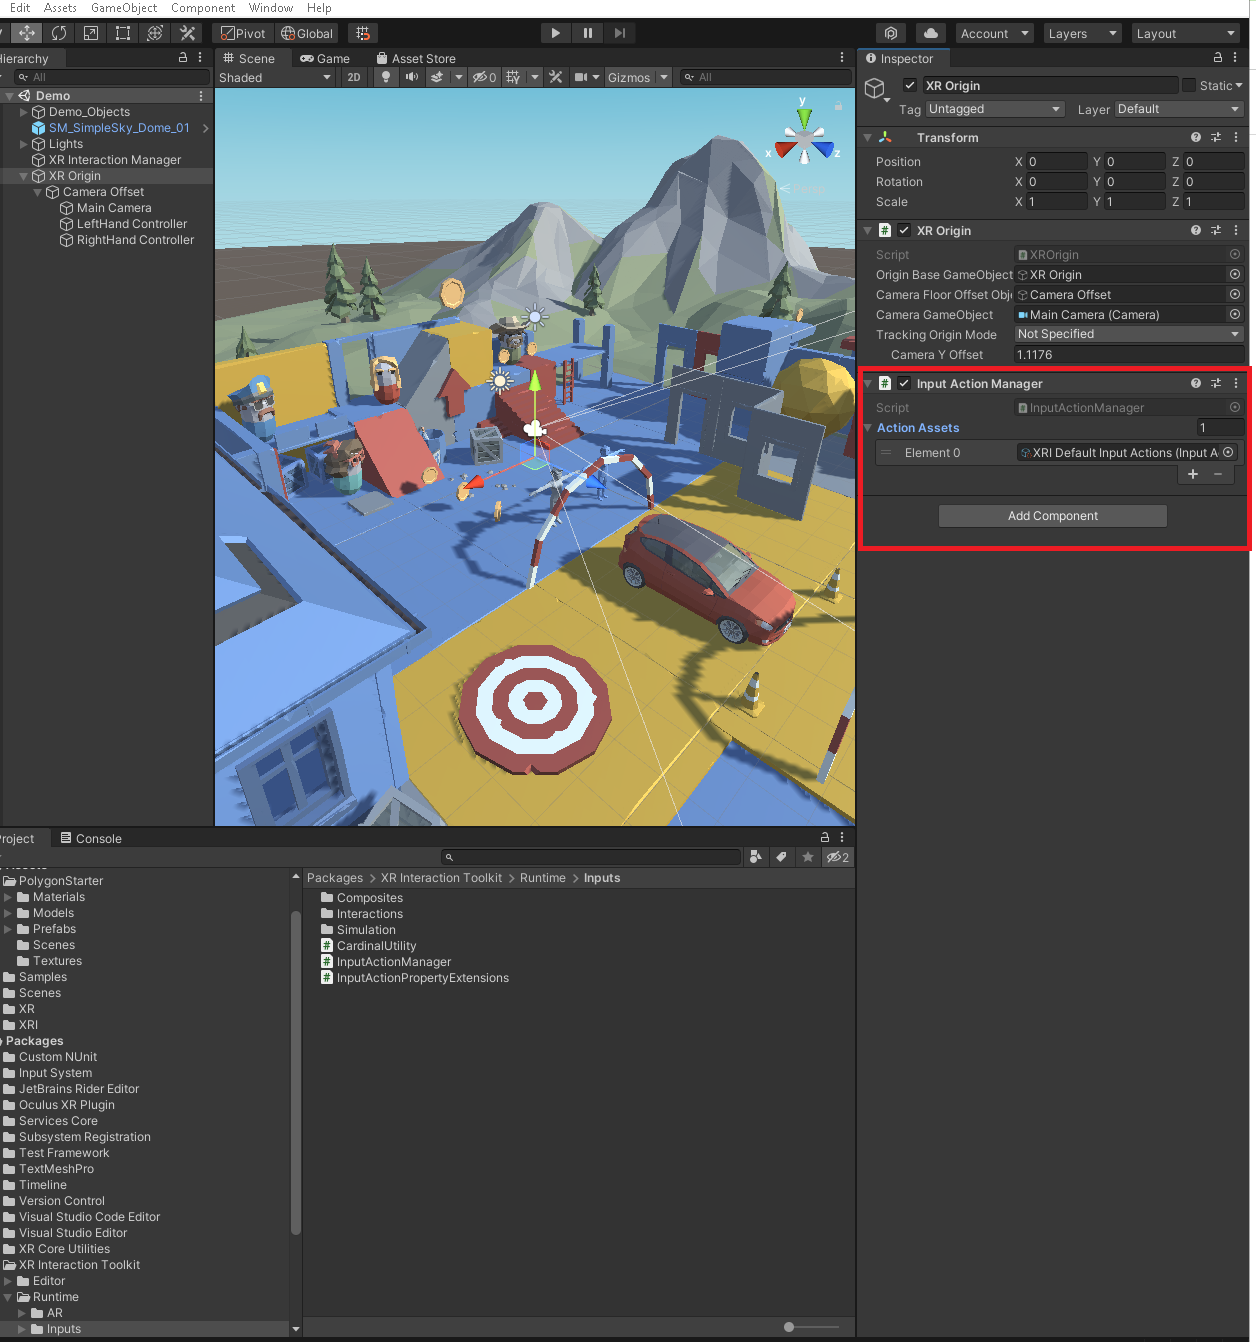 Edit Assets GameObject Component Window Help
Pivot Global Account Layers Layout
Hierarchy
All
Demo
Demo_Objects
SM_SimpleSky_Dome_01
Lights
XR Interaction Manager
XR Origin
Camera Offset
Main Camera
LeftHand Controller
RightHand Controller
Scene Game Asset Store
Shaded 2D 0 Gizmos All
y
x z
Persp
Inspector
XR Origin Static
Tag Untagged Layer Default
Transform
Position X 0 Y 0 Z 0
Rotation X 0 Y 0 Z 0
Scale X 1 Y 1 Z 1
XR Origin
Script XROrigin
Origin Base GameObject XR Origin
Camera Floor Offset Obj Camera Offset
Camera GameObject Main Camera (Camera)
Tracking Origin Mode Not Specified
Camera Y Offset 1.1176
Input Action Manager
Script InputActionManager
Action Assets 1
Element 0 XRI Default Input Actions (Input A
+ −
Add Component
roject Console
2
PolygonStarter
Materials
Models
Prefabs
Scenes
Textures
Samples
Scenes
XR
XRI
Packages
Custom NUnit
Input System
JetBrains Rider Editor
Oculus XR Plugin
Services Core
Subsystem Registration
Test Framework
TextMeshPro
Timeline
Version Control
Visual Studio Code Editor
Visual Studio Editor
XR Core Utilities
XR Interaction Toolkit
Editor
Runtime
AR
Inputs
Packages > XR Interaction Toolkit > Runtime > Inputs
Composites
Interactions
Simulation
CardinalUtility
InputActionManager
InputActionPropertyExtensions